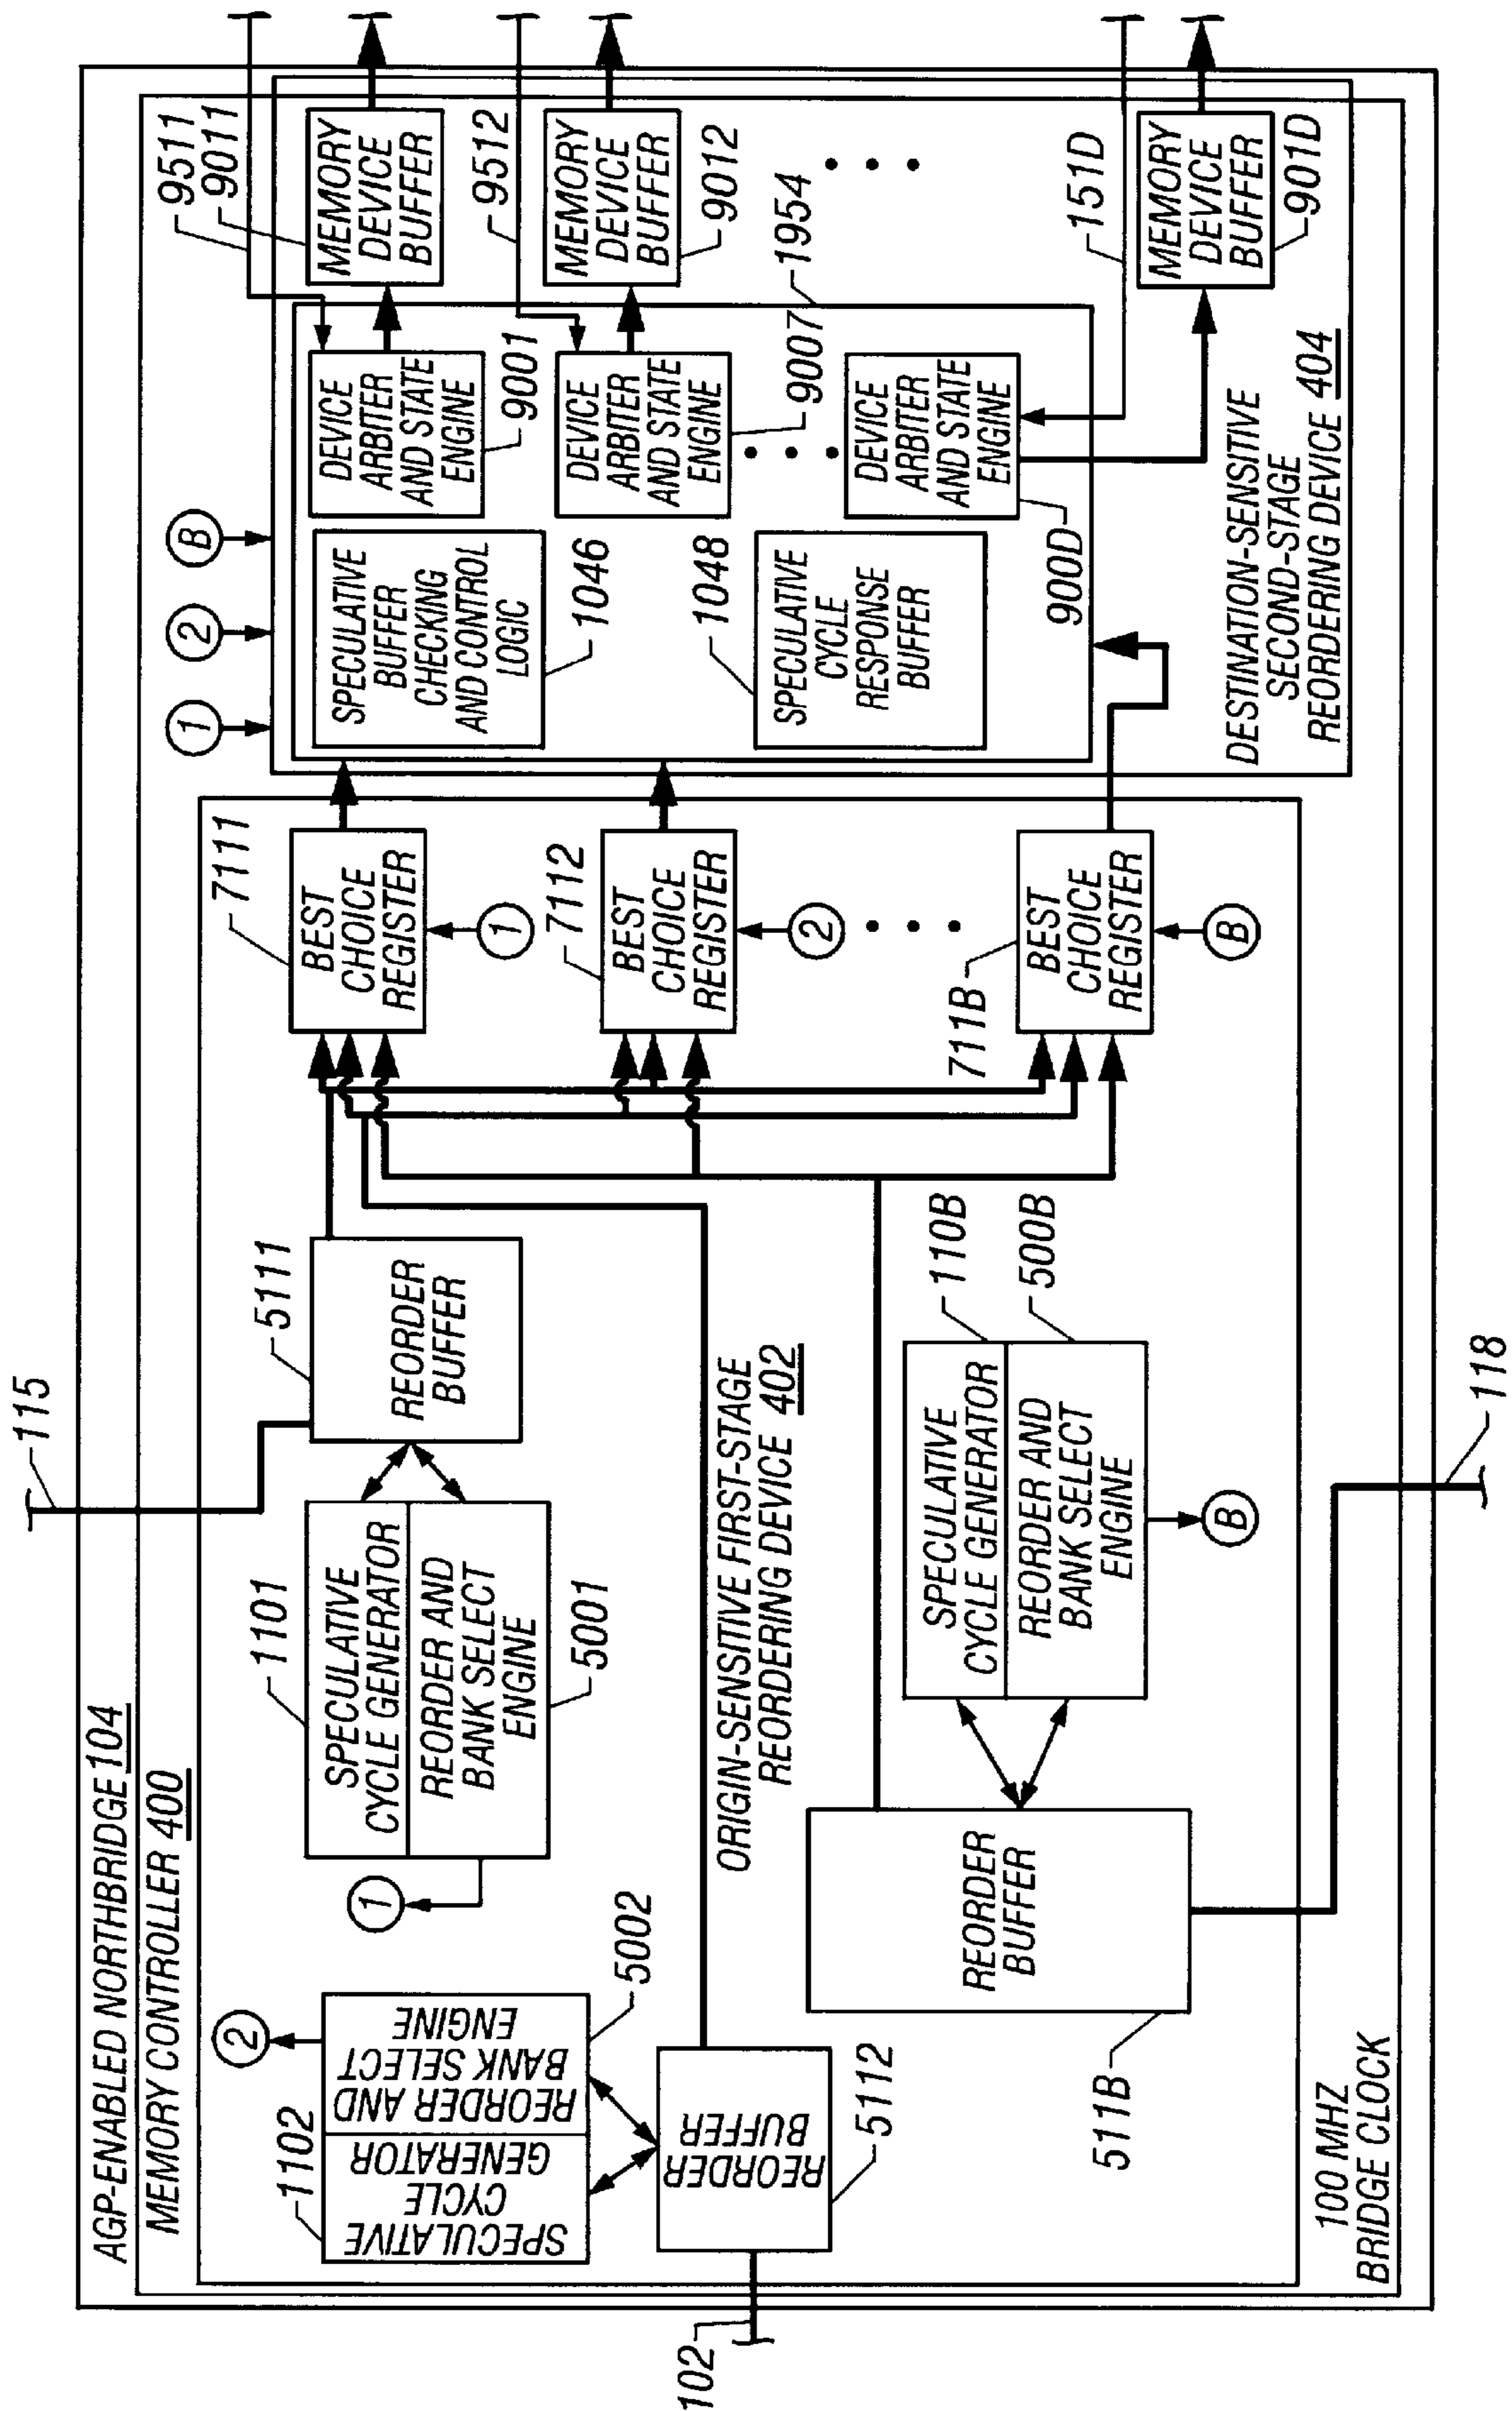 AGP-ENABLED NORTHBRIDGE 104
MEMORY CONTROLLER 400
115
102
118
1102
SPECULATIVE
CYCLE
GENERATOR
REORDER AND
BANK SELECT
ENGINE
5002
2
REORDER
BUFFER
5112
1101
SPECULATIVE
CYCLE GENERATOR
REORDER AND
BANK SELECT
ENGINE
5001
1
5111
REORDER
BUFFER
ORIGIN-SENSITIVE FIRST-STAGE
REORDERING DEVICE 402
REORDER
BUFFER
511B
110B
SPECULATIVE
CYCLE GENERATOR
500B
REORDER AND
BANK SELECT
ENGINE
B
100 MHZ
BRIDGE CLOCK
7111
BEST
CHOICE
REGISTER
1
7112
BEST
CHOICE
REGISTER
2
711B
BEST
CHOICE
REGISTER
B
1
2
B
SPECULATIVE
BUFFER
CHECKING
AND CONTROL
LOGIC
1046
1048
SPECULATIVE
CYCLE
RESPONSE
BUFFER
DEVICE
ARBITER
AND STATE
ENGINE
9001
DEVICE
ARBITER
AND STATE
ENGINE
9007
DEVICE
ARBITER
AND STATE
ENGINE
900D
1954
9511
9011
MEMORY
DEVICE
BUFFER
9512
MEMORY
DEVICE
BUFFER
9012
151D
MEMORY
DEVICE
BUFFER
901D
DESTINATION-SENSITIVE
SECOND-STAGE
REORDERING DEVICE 404